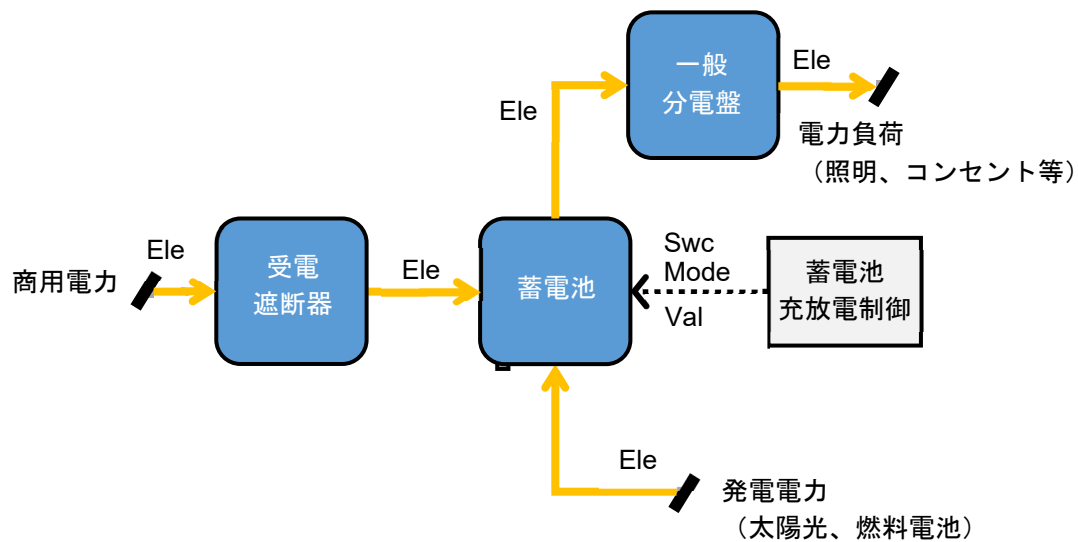 一般
分電盤
Ele
Ele
電力負荷
（照明、コンセント等）
商用電力
Ele
受電
遮断器
Ele
蓄電池
Swc
Mode
Val
蓄電池
充放電制御
Ele
発電電力
（太陽光、燃料電池）